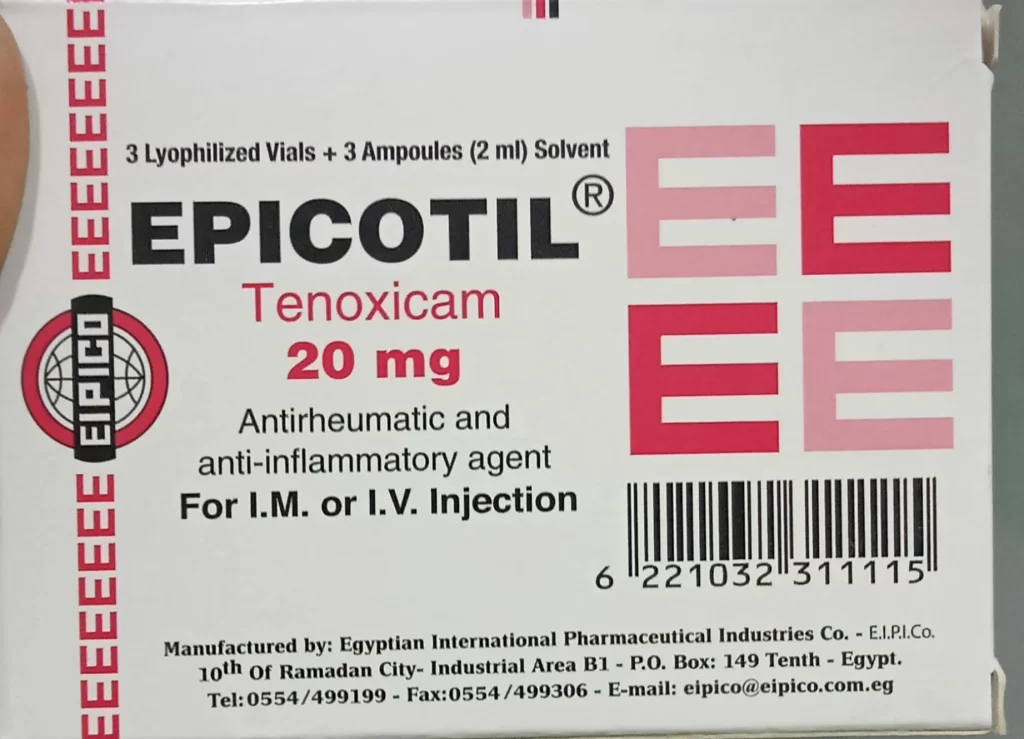 3 Lyophilized Vials + 3 Ampoules (2 ml) Solvent
EPICOTIL®
Tenoxicam
20 mg
Antirheumatic and
anti-inflammatory agent
For I.M. or I.V. Injection
EIPICO
E E
E E
EEEEEEEE
EEEEEEE
6 221032 311115
Manufactured by: Egyptian International Pharmaceutical Industries Co. - E.I.P.I.Co.
10th Of Ramadan City- Industrial Area B1 - P.O. Box: 149 Tenth - Egypt.
Tel:0554/499199 - Fax:0554/499306 - E-mail: eipico@eipico.com.eg